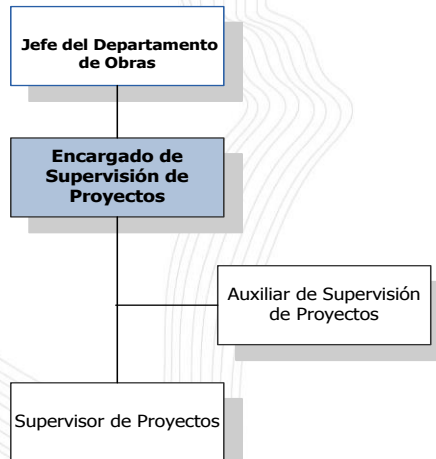 Jefe del Departamento
de Obras
Encargado de
Supervisión de
Proyectos
Auxiliar de Supervisión
de Proyectos
Supervisor de Proyectos